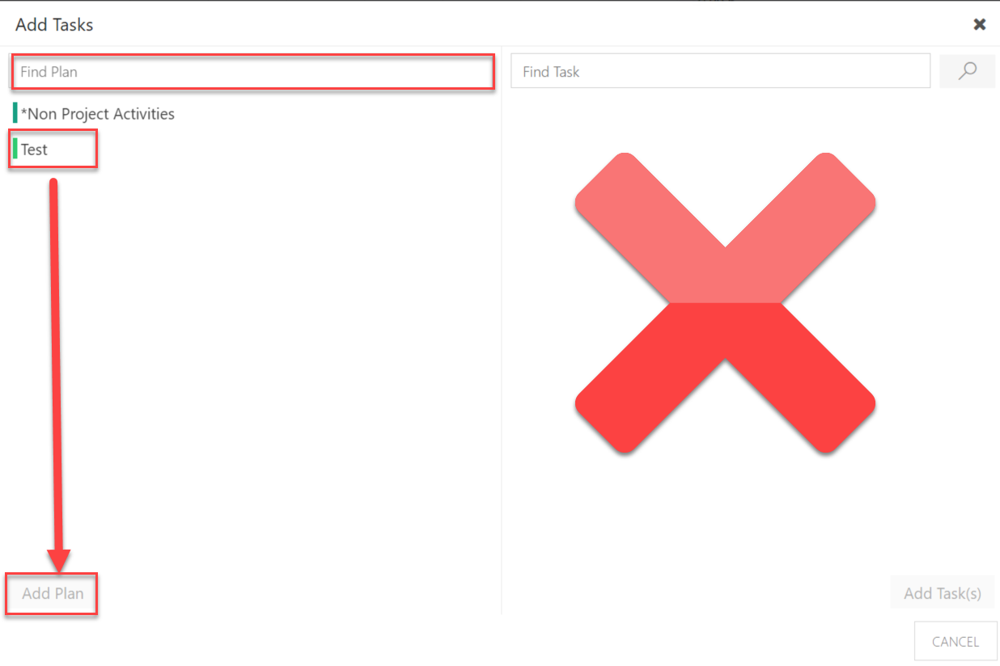 Add Tasks
Find Plan
*Non Project Activities
Test
Add Plan
Find Task
Add Task(s)
CANCEL